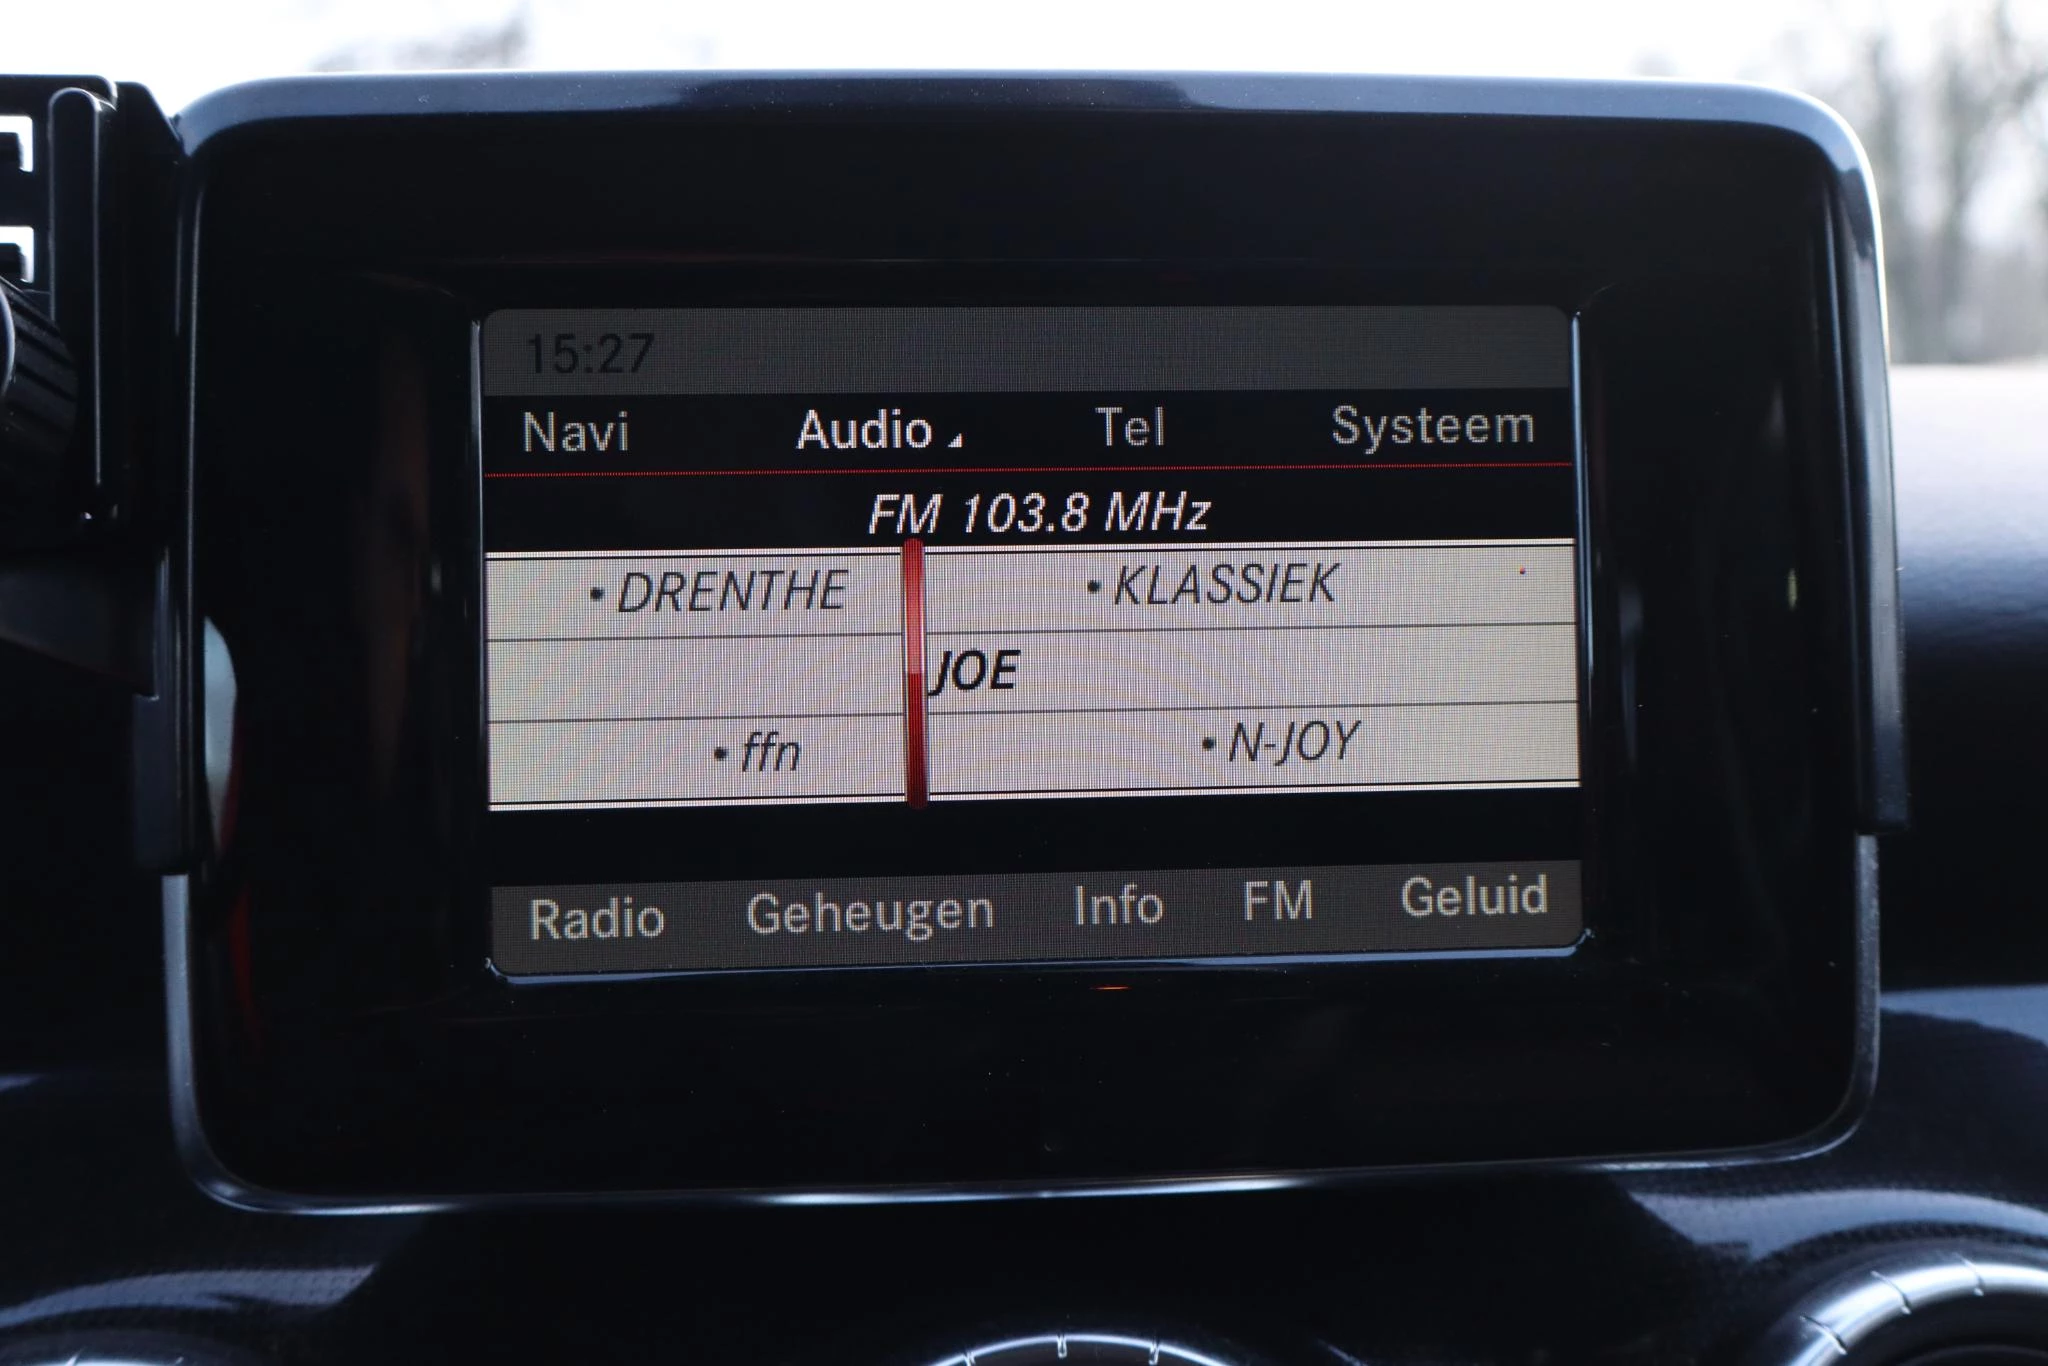 15:27
Navi Audio Tel Systeem
FM 103.8 MHz
• DRENTHE • KLASSIEK
JOE
• ffn • N-JOY
Radio Geheugen Info FM Geluid